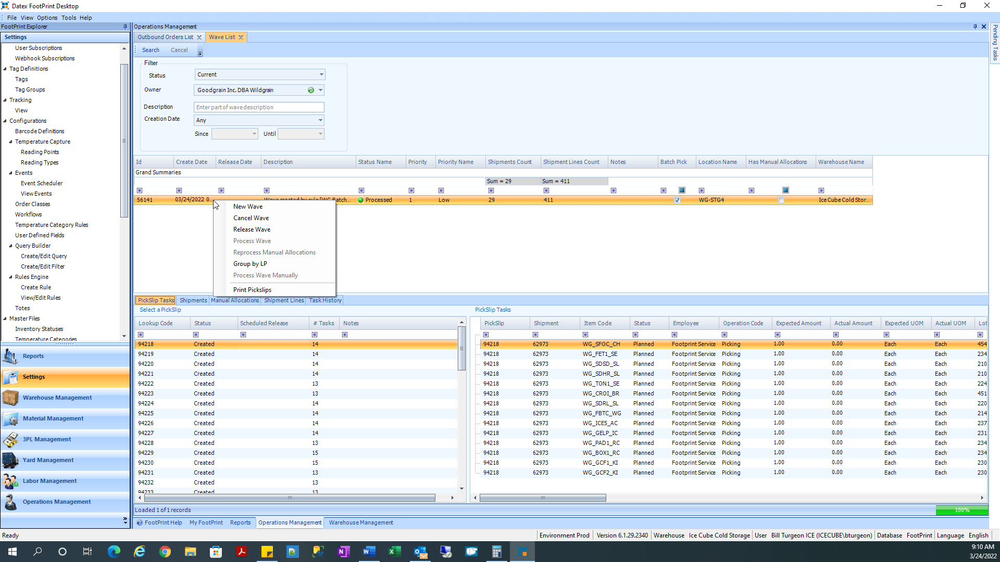 Datex FootPrint Desktop
File View Options Tools Help
FootPrint Explorer
Settings
User Subscriptions
Webhook Subscriptions
Tag Definitions
Tags
Tag Groups
Tracking
View
Configurations
Barcode Definitions
Temperature Capture
Reading Points
Reading Types
Events
Event Scheduler
View Events
Order Classes
Workflows
Temperature Category Rules
User Defined Fields
Query Builder
Create/Edit Query
Create/Edit Filter
Rules Engine
Create Rule
View/Edit Rules
Totes
Master Files
Inventory Statuses
Temperature Categories
Reports
Settings
Warehouse Management
Material Management
3PL Management
Yard Management
Labor Management
Operations Management
Operations Management
Outbound Orders List Wave List
Search Cancel
Filter
Status Current
Owner Goodgrain Inc. DBA Wildgrain
Description Enter part of wave description
Creation Date Any
Since Until
Id Create Date Release Date Description Status Name Priority Priority Name Shipments Count Shipment Lines Count Notes Batch Pick Location Name Has Manual Allocations Warehouse Name
Grand Summaries
Sum = 29 Sum = 411
56141 03/24/2022 0... Wave created by rule [WG Batch... Processed 1 Low 29 411 WG-STG4 Ice Cube Cold Stor...
New Wave
Cancel Wave
Release Wave
Process Wave
Reprocess Manual Allocations
Group by LP
Process Wave Manually
Print Pickslips
PickSlip Tasks Shipments Manual Allocations Shipment Lines Task History
Select a PickSlip
Lookup Code Status Scheduled Release # Tasks Notes
94218 Created 14
94219 Created 14
94220 Created 14
94221 Created 14
94222 Created 13
94223 Created 14
94224 Created 14
94225 Created 14
94226 Created 14
94227 Created 14
94228 Created 13
94229 Created 15
94230 Created 15
94231 Created 13
94232 Created 13
94233 Created 13
PickSlip Tasks
PickSlip Shipment Item Code Status Employee Operation Code Expected Amount Actual Amount Expected UOM Actual UOM Lot
94218 62973 WG_SFOC_CH Planned Footprint Service Picking 1.00 0.00 Each Each 454
94218 62973 WG_FET1_SE Planned Footprint Service Picking 1.00 0.00 Each Each 234
94218 62973 WG_SDSD_SL Planned Footprint Service Picking 1.00 0.00 Each Each 210
94218 62973 WG_SDHR_SL Planned Footprint Service Picking 1.00 0.00 Each Each 210
94218 62973 WG_TON1_SE Planned Footprint Service Picking 1.00 0.00 Each Each 224
94218 62973 WG_CROI_BR Planned Footprint Service Picking 1.00 0.00 Each Each 451
94218 62973 WG_SDRL_SL Planned Footprint Service Picking 1.00 0.00 Each Each 220
94218 62973 WG_FBTC_WG Planned Footprint Service Picking 1.00 0.00 Each Each 214
94218 62973 WG_ICE5_AC Planned Footprint Service Picking 1.00 0.00 Each Each 237
94218 62973 WG_GELP_IC Planned Footprint Service Picking 1.00 0.00 Each Each 231
94218 62973 WG_PAD1_RC Planned Footprint Service Picking 1.00 0.00 Each Each 234
94218 62973 WG_BOX1_RC Planned Footprint Service Picking 1.00 0.00 Each Each 234
94218 62973 WG_GCF1_KI Planned Footprint Service Picking 1.00 0.00 Each Each 230
94218 62973 WG_GCF2_KI Planned Footprint Service Picking 1.00 0.00 Each Each 230
Loaded 1 of 1 records 100%
FootPrint Help My FootPrint Reports Operations Management Warehouse Management
Pending Tasks
Ready Environment Prod Version 6.1.29.2340 Warehouse Ice Cube Cold Storage User Bill Turgeon ICE (ICECUBE\bturgeon) Database FootPrint Language English
9:10 AM
3/24/2022